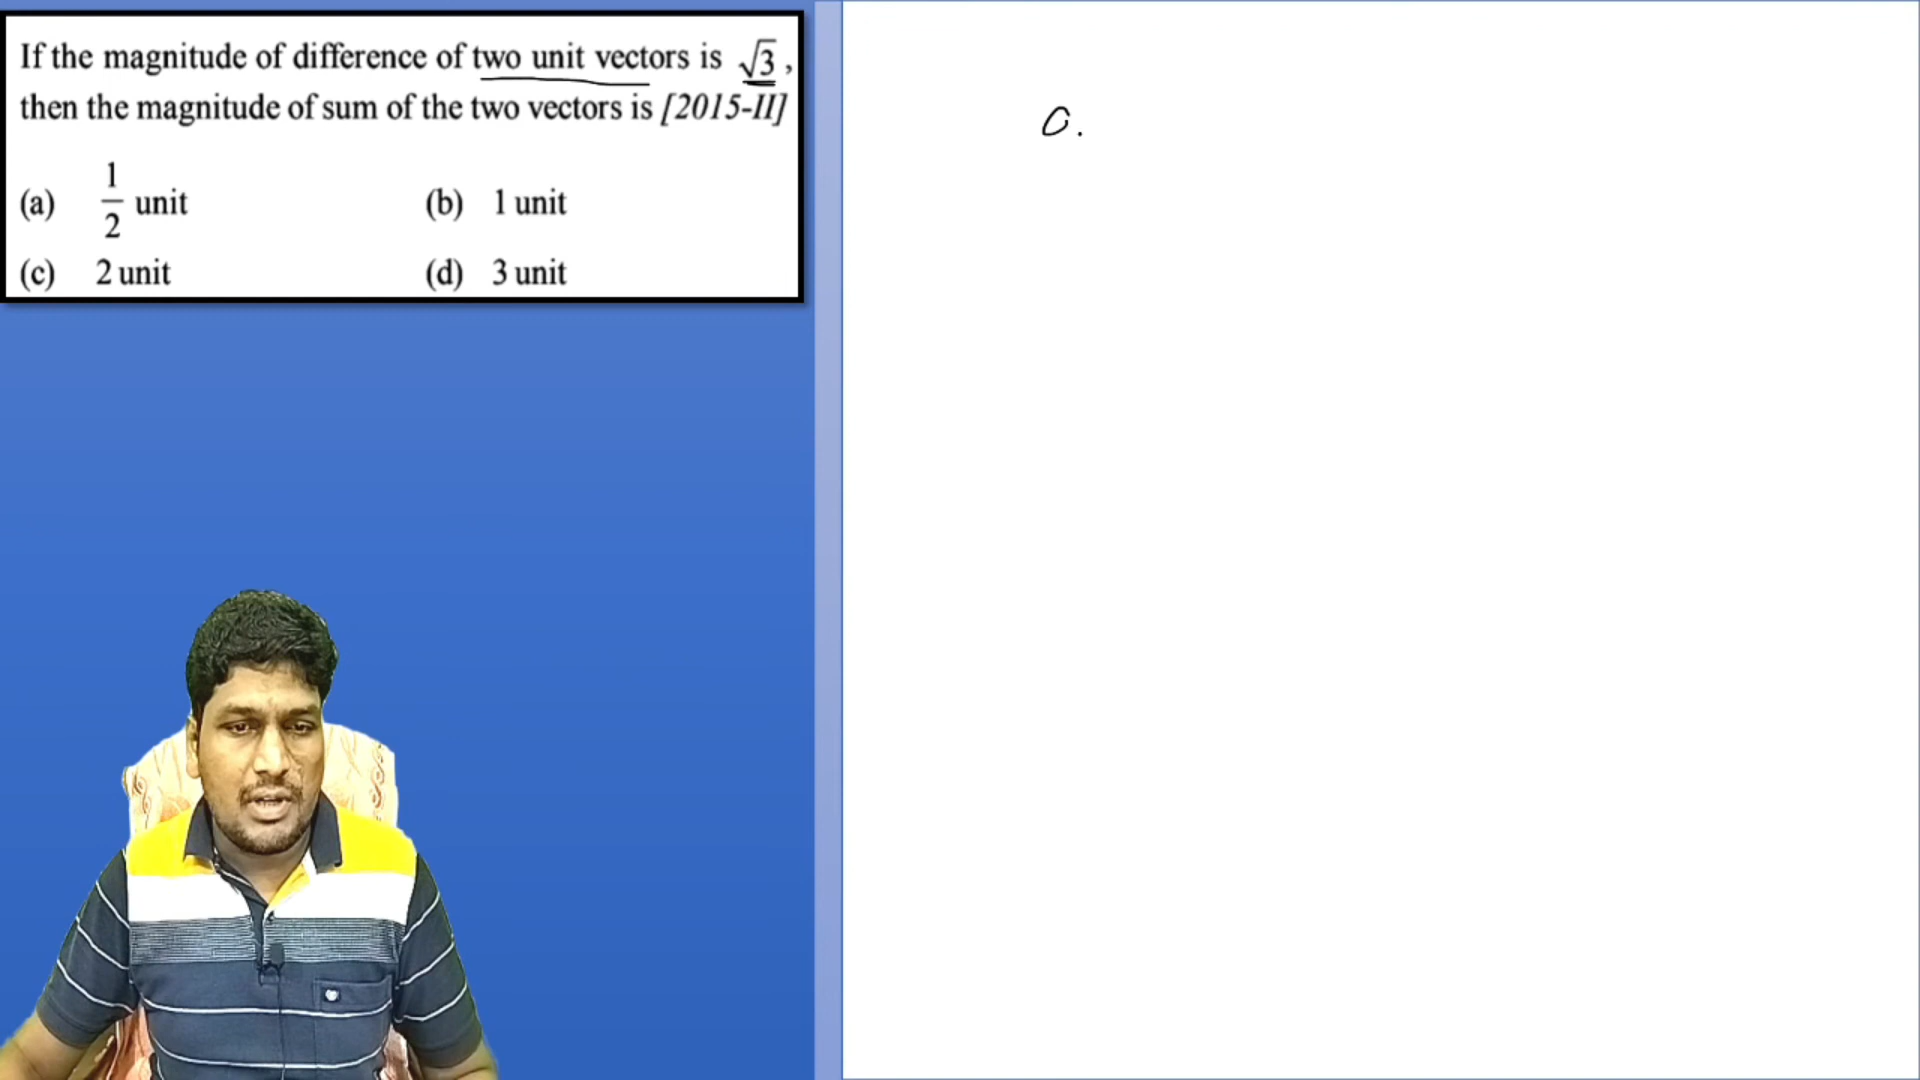 If the magnitude of difference of two unit vectors is √3,
then the magnitude of sum of the two vectors is [2015-II]
(a) 1/2 unit (b) 1 unit
(c) 2 unit (d) 3 unit